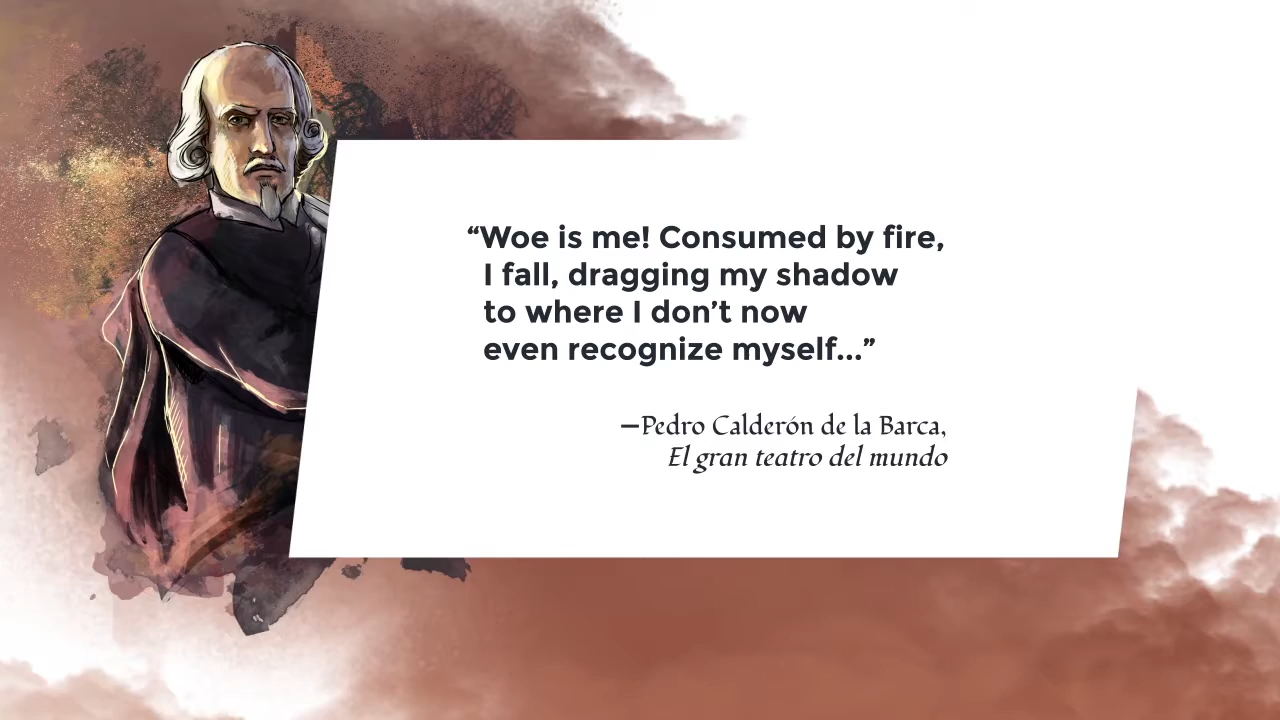 “Woe is me! Consumed by fire,
I fall, dragging my shadow
to where I don’t now
even recognize myself...”
—Pedro Calderón de la Barca,
El gran teatro del mundo